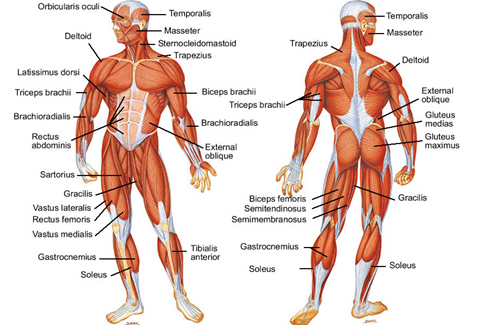 Orbicularis oculi
Temporalis
Masseter
Sternocleidomastoid
Trapezius
Deltoid
Latissimus dorsi
Triceps brachii
Brachioradialis
Rectus
abdominis
Biceps brachii
Brachioradialis
External
oblique
Sartorius
Gracilis
Vastus lateralis
Rectus femoris
Vastus medialis
Gastrocnemius
Soleus
Tibialis
anterior
Temporalis
Masseter
Trapezius
Deltoid
Triceps brachii
External
oblique
Gluteus
medias
Gluteus
maximus
Biceps femoris
Semitendinosus
Semimembranosus
Gracilis
Gastrocnemius
Soleus
Soleus